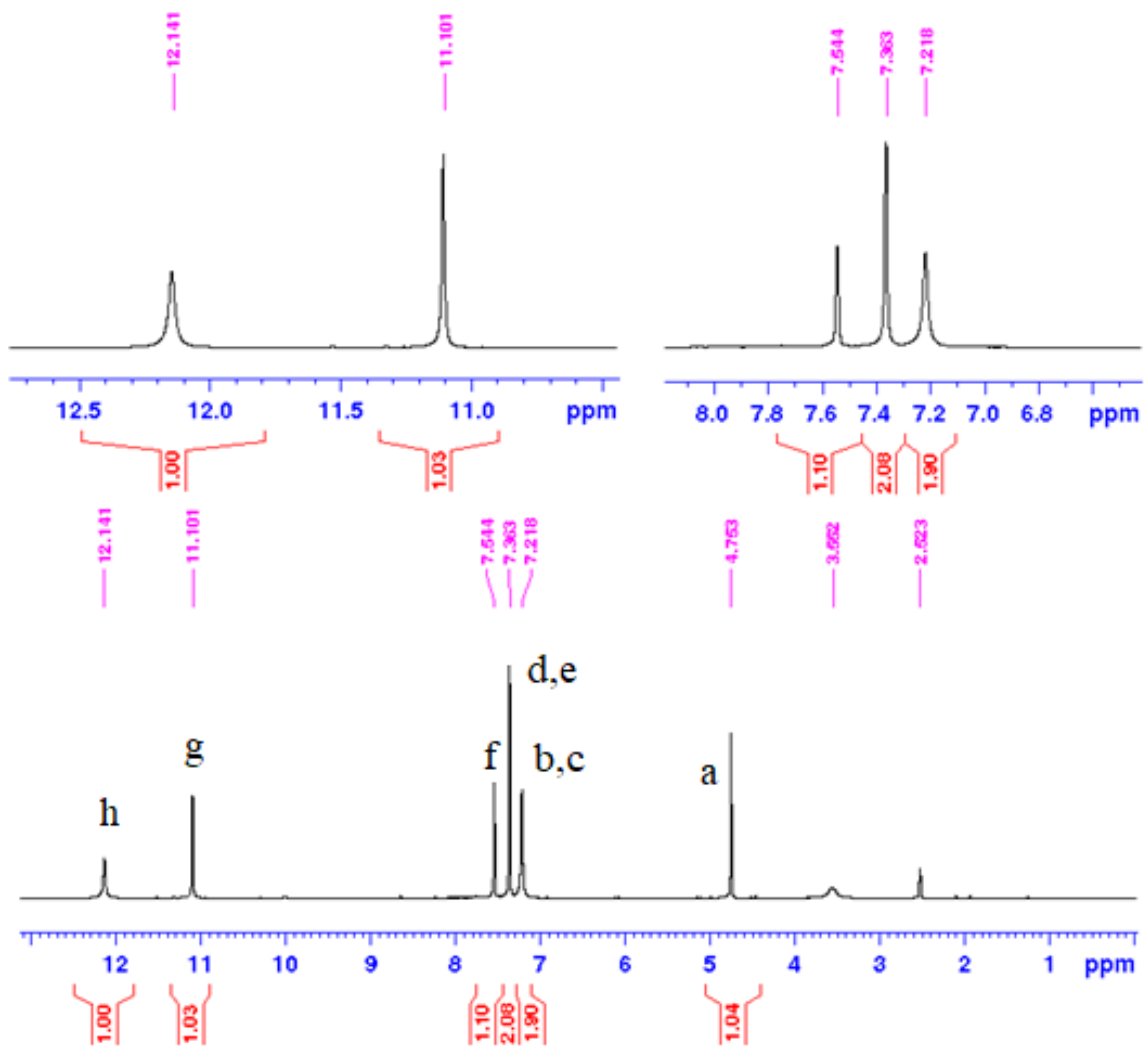 12.141 11.101 7.544 7.363 7.218
12.5 12.0 11.5 11.0 ppm 8.0 7.8 7.6 7.4 7.2 7.0 6.8 ppm
1.00 1.03 1.10 2.08 1.90
12.141 11.101 7.544 7.363 7.218 4.753 3.552 2.523
d,e
g f b,c a
h
12 11 10 9 8 7 6 5 4 3 2 1 ppm
1.00 1.03 1.10 2.08 1.90 1.04